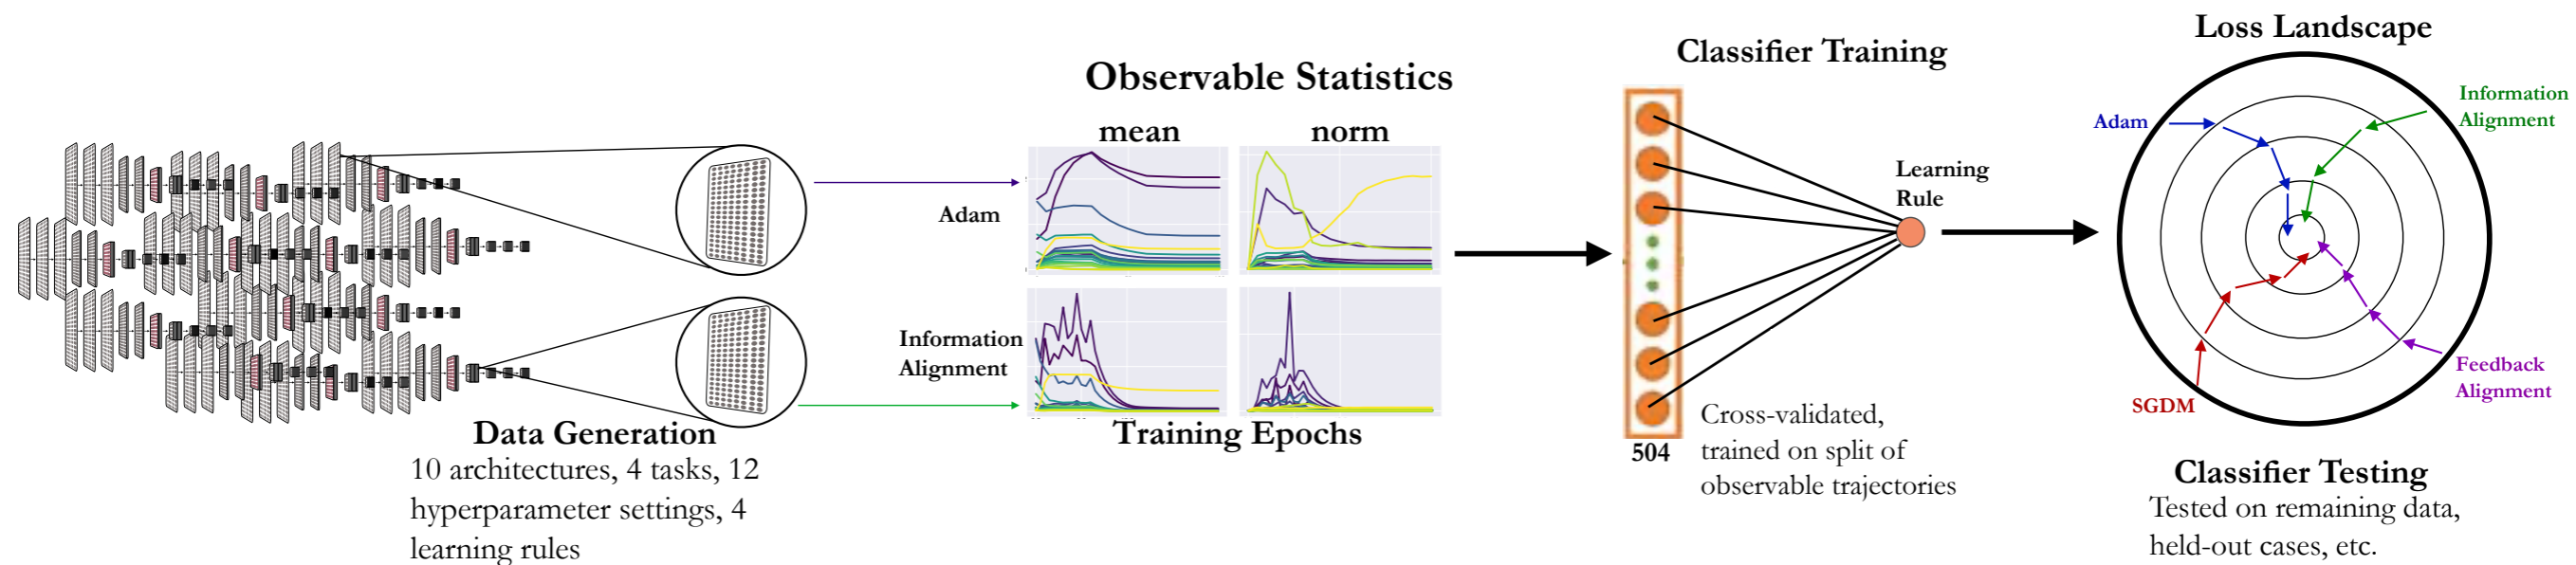 Data Generation
10 architectures, 4 tasks, 12
hyperparameter settings, 4
learning rules
Observable Statistics
mean
norm
Adam
Information
Alignment
Training Epochs
Classifier Training
Learning
Rule
504
Cross-validated,
trained on split of
observable trajectories
Loss Landscape
Adam
Information
Alignment
SGDM
Feedback
Alignment
Classifier Testing
Tested on remaining data,
held-out cases, etc.